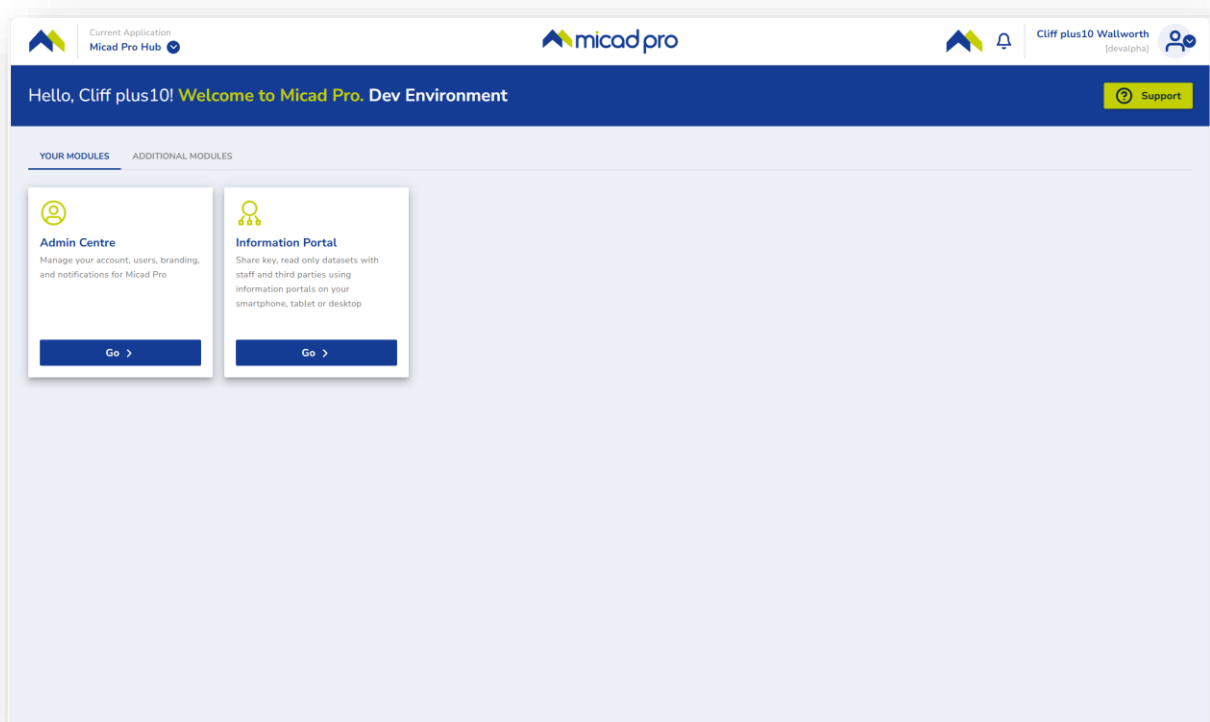 Current Application
Micad Pro Hub
micad pro
Cliff plus10 Wallworth
[devalpha]
Hello, Cliff plus10! Welcome to Micad Pro. Dev Environment
Support
YOUR MODULES
ADDITIONAL MODULES
Admin Centre
Manage your account, users, branding,
and notifications for Micad Pro
Go
Information Portal
Share key, read only datasets with
staff and third parties using
information portals on your
smartphone, tablet or desktop
Go